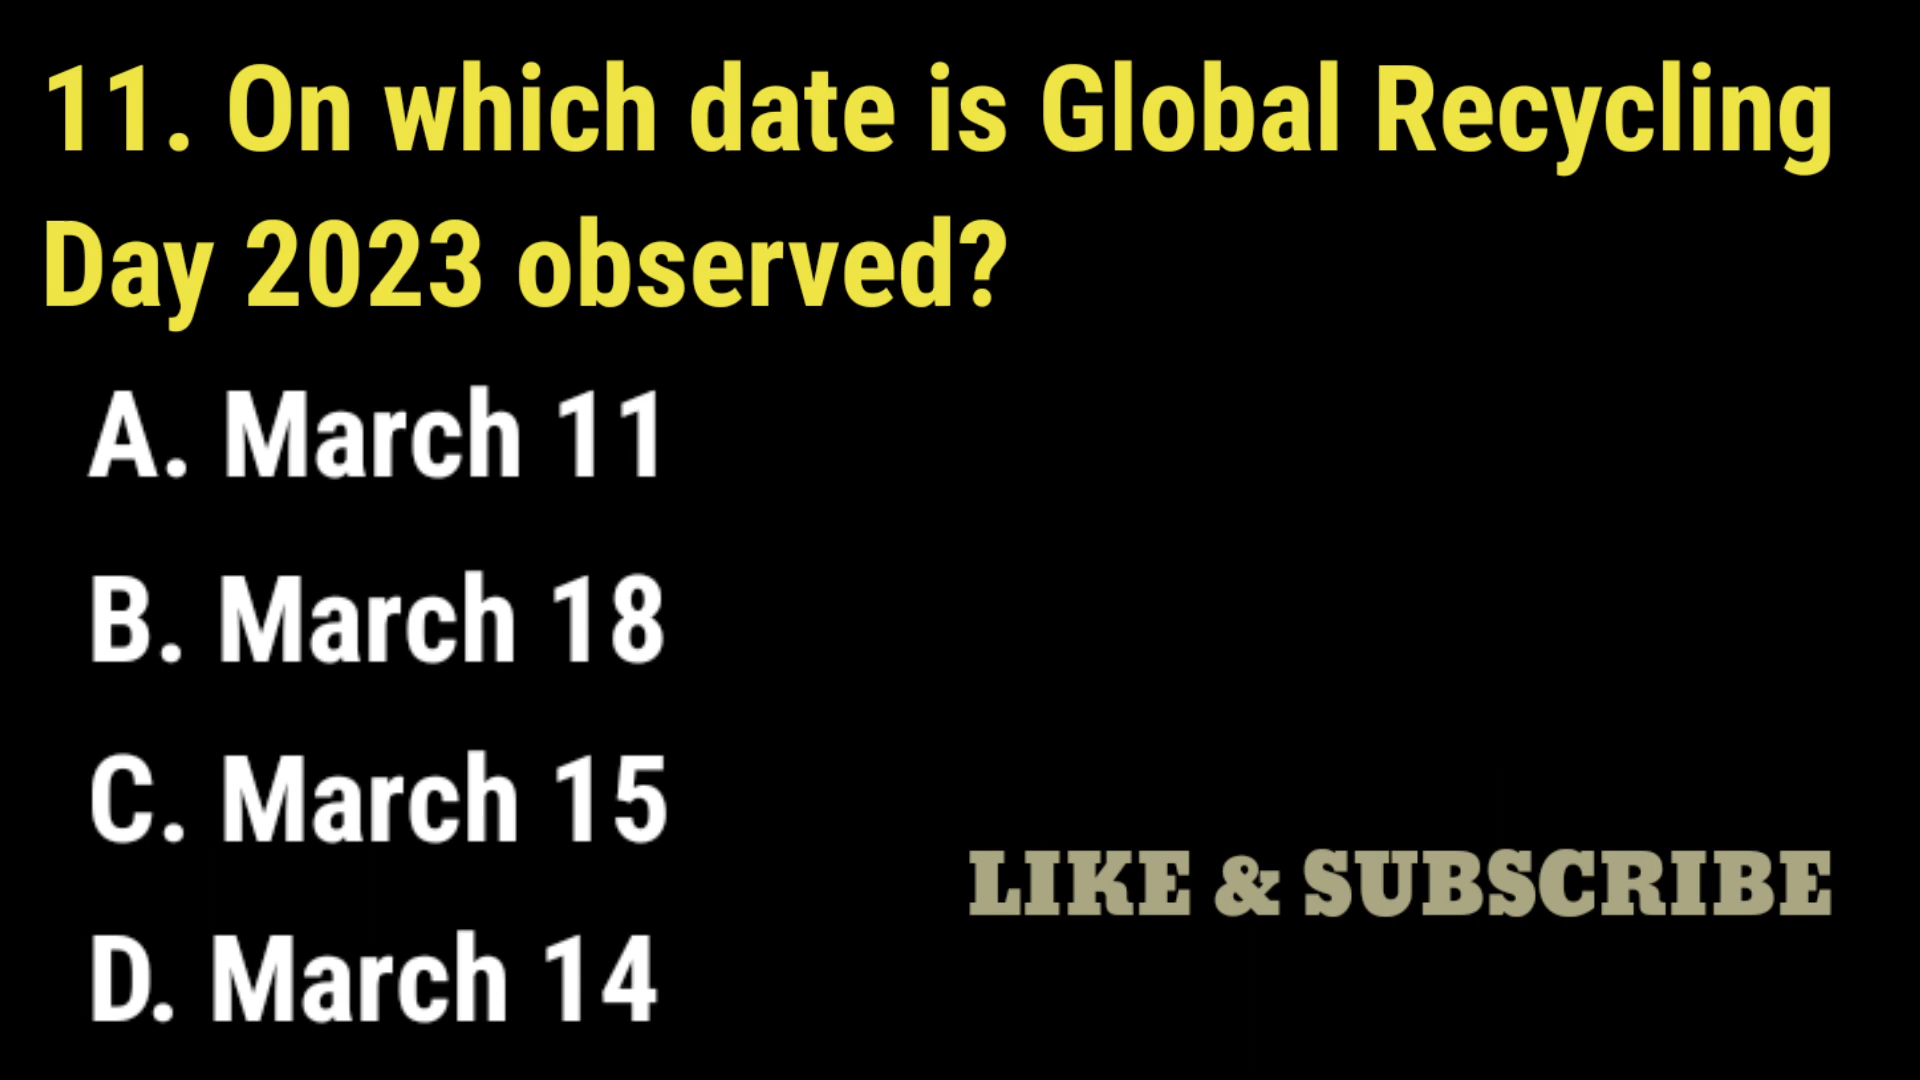 11. On which date is Global Recycling
Day 2023 observed?
A. March 11
B. March 18
C. March 15
D. March 14
LIKE & SUBSCRIBE